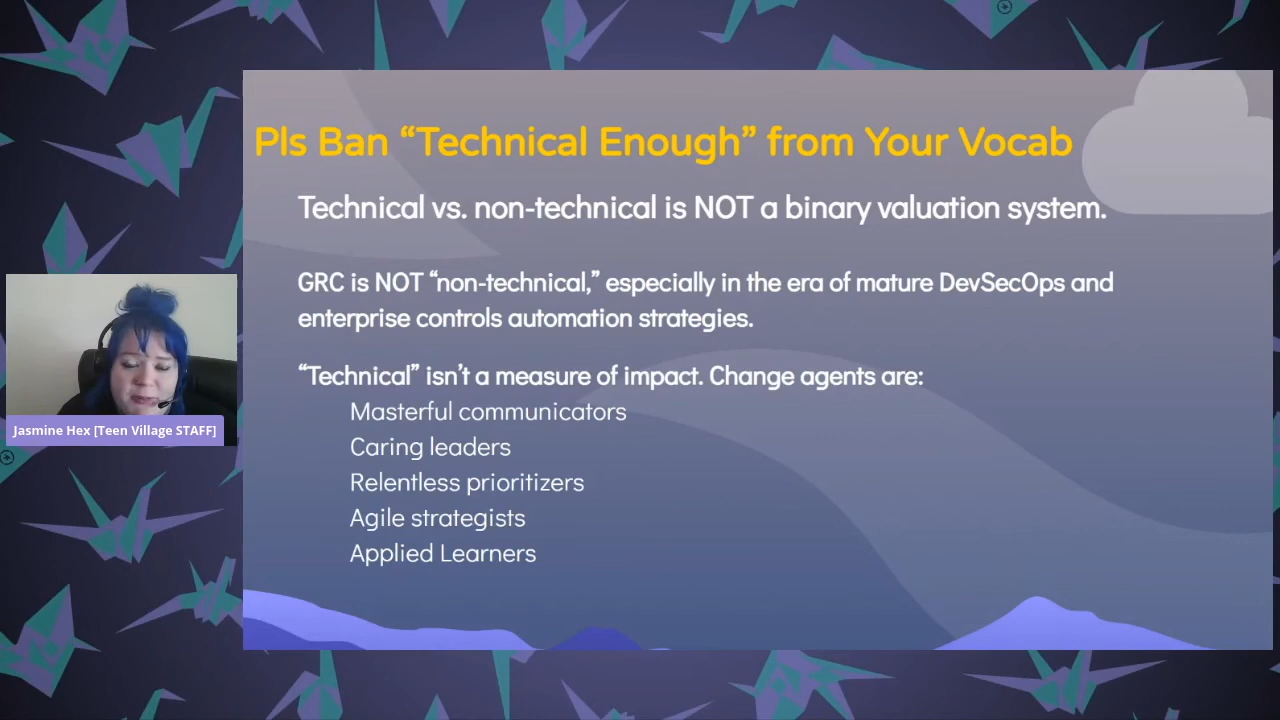 Pls Ban “Technical Enough” from Your Vocab
Technical vs. non-technical is NOT a binary valuation system.
GRC is NOT “non-technical,” especially in the era of mature DevSecOps and
enterprise controls automation strategies.
“Technical” isn’t a measure of impact. Change agents are:
Masterful communicators
Caring leaders
Relentless prioritizers
Agile strategists
Applied Learners
Jasmine Hex [Teen Village STAFF]